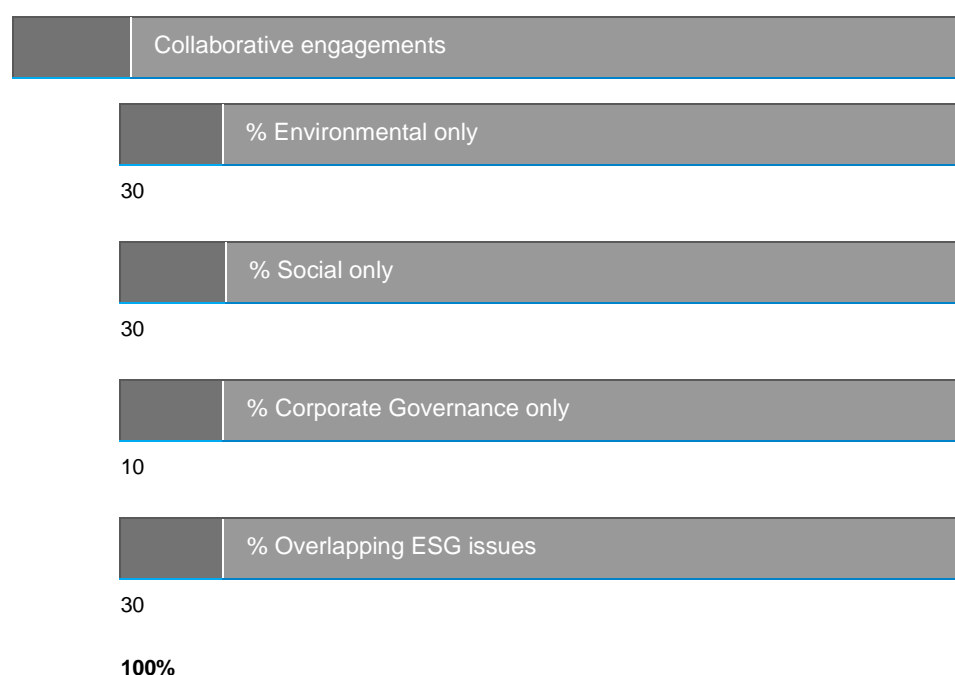 Collaborative engagements
% Environmental only
30
% Social only
30
% Corporate Governance only
10
% Overlapping ESG issues
30
100%